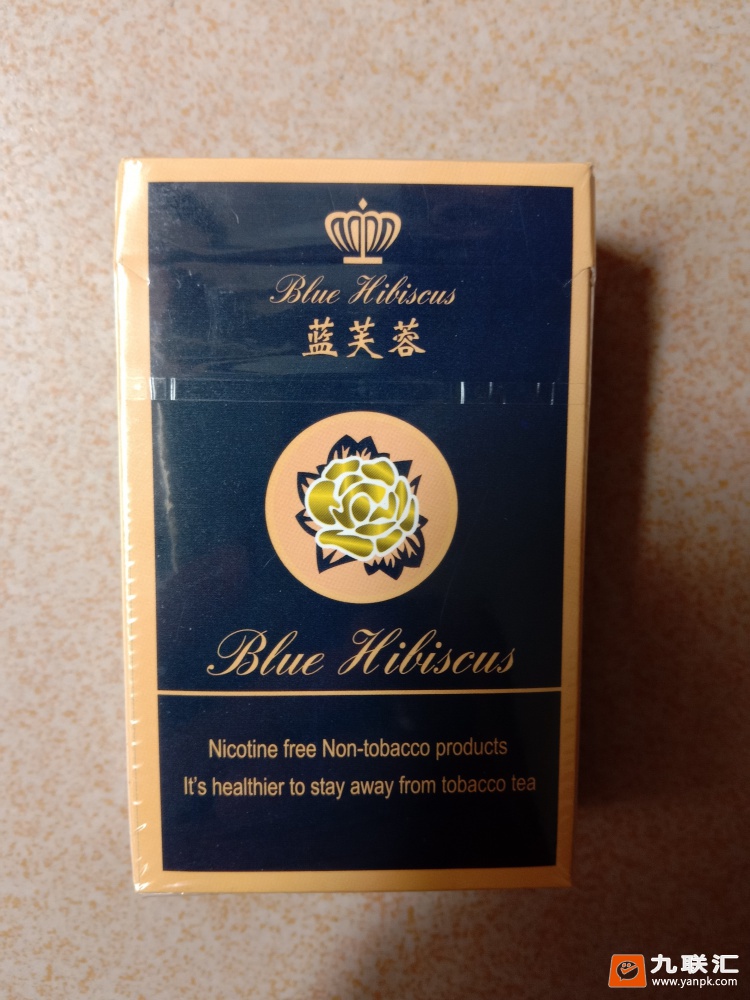 Blue Hibiscus
蓝芙蓉
Blue Hibiscus
Nicotine free Non-tobacco products
It's healthier to stay away from tobacco tea
九联汇
www.yanpk.com